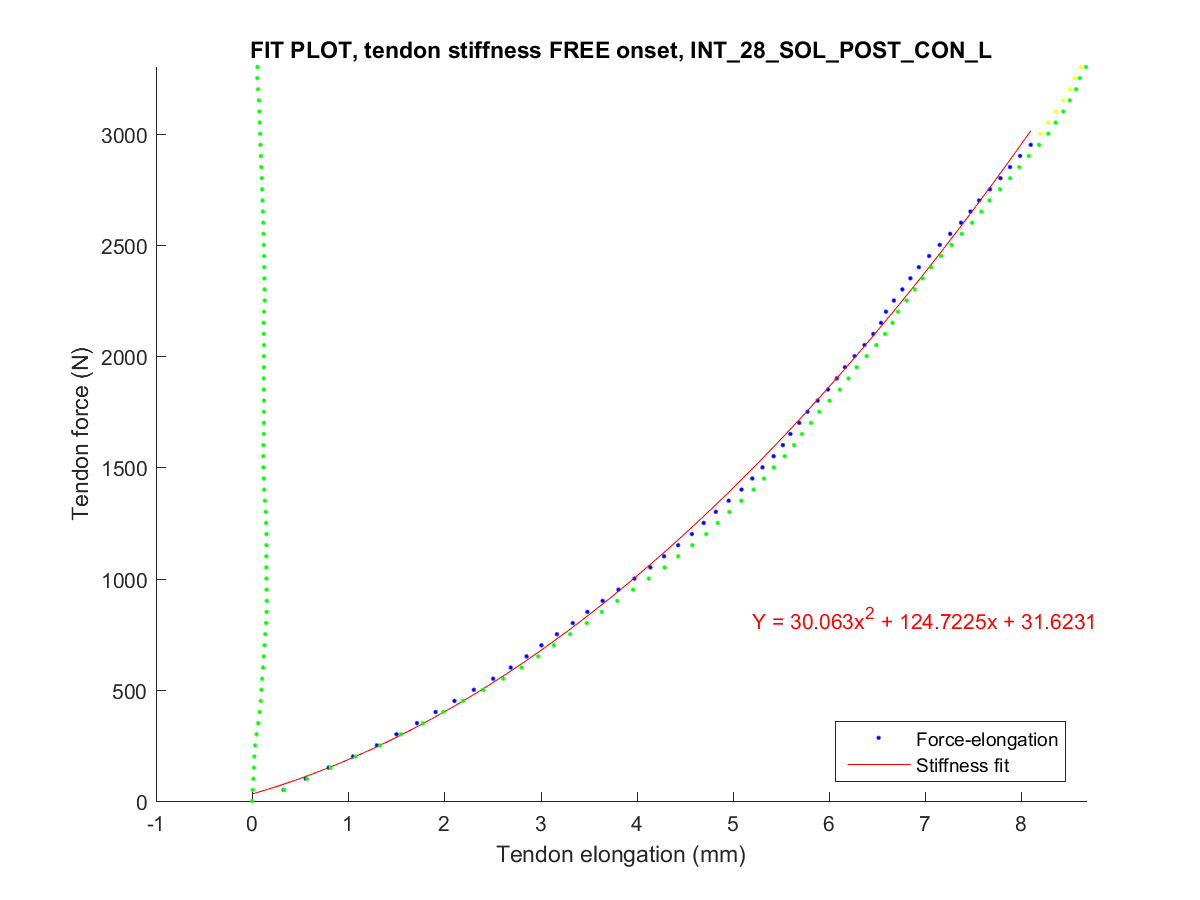 FIT PLOT, tendon stiffness FREE onset, INT_28_SOL_POST_CON_L
3000
2500
2000
1500
1000
500
0
Tendon force (N)
Y = 30.063x² + 124.7225x + 31.6231
Force-elongation
Stiffness fit
-1 0 1 2 3 4 5 6 7 8
Tendon elongation (mm)